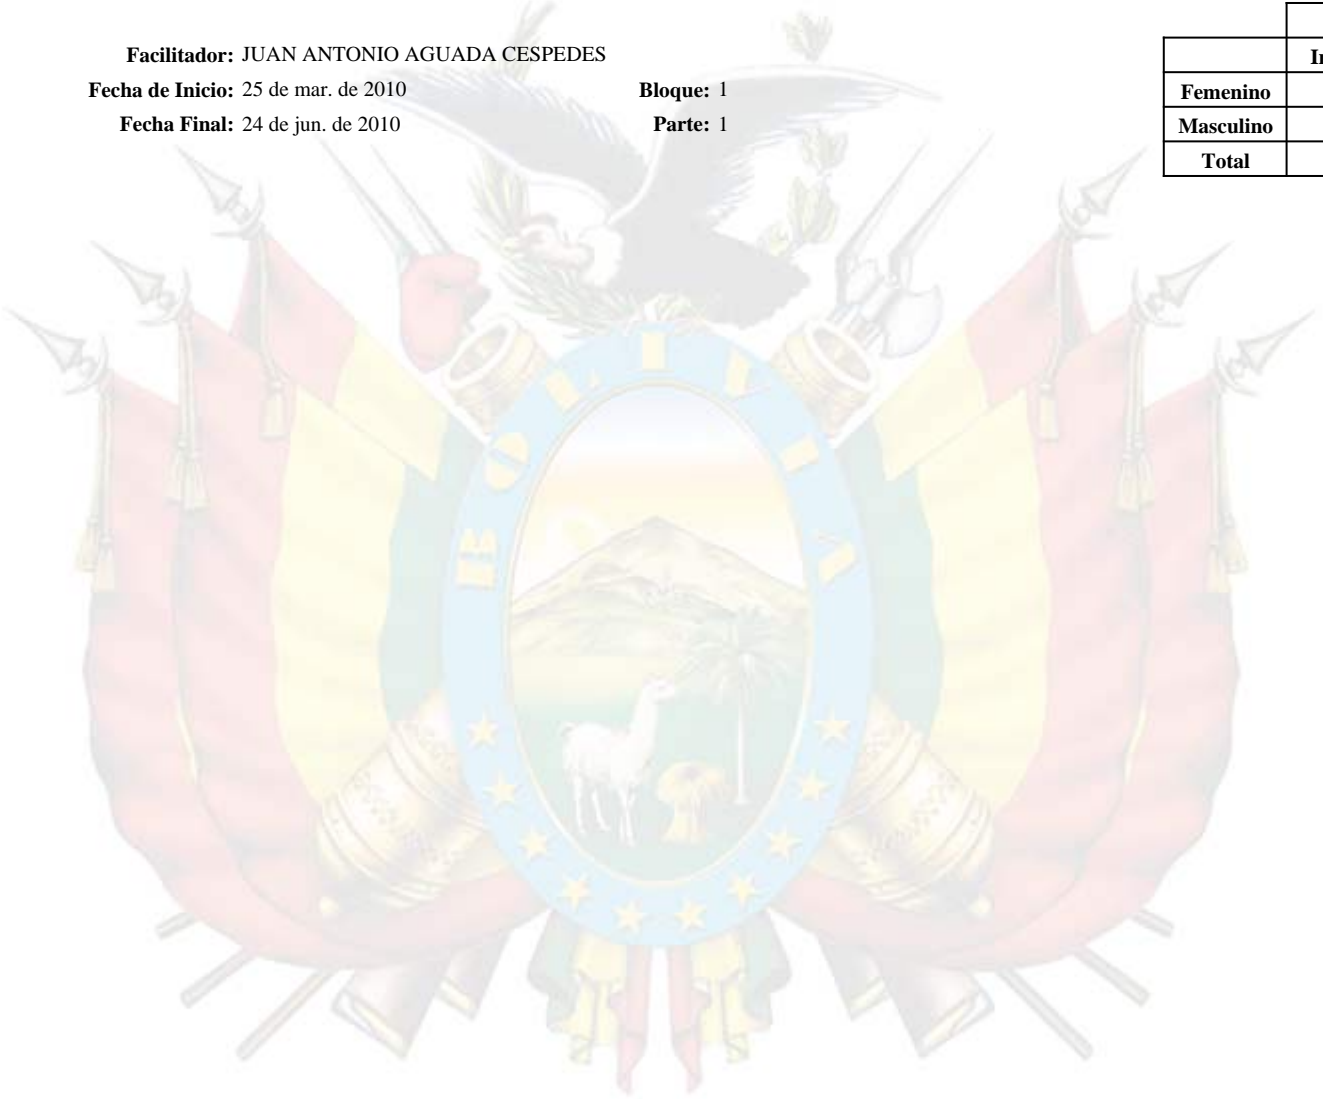 Facilitador: JUAN ANTONIO AGUADA CESPEDES
Fecha de Inicio: 25 de mar. de 2010 Bloque: 1
Fecha Final: 24 de jun. de 2010 Parte: 1
Femenino
Masculino
Total
BOLIVIA